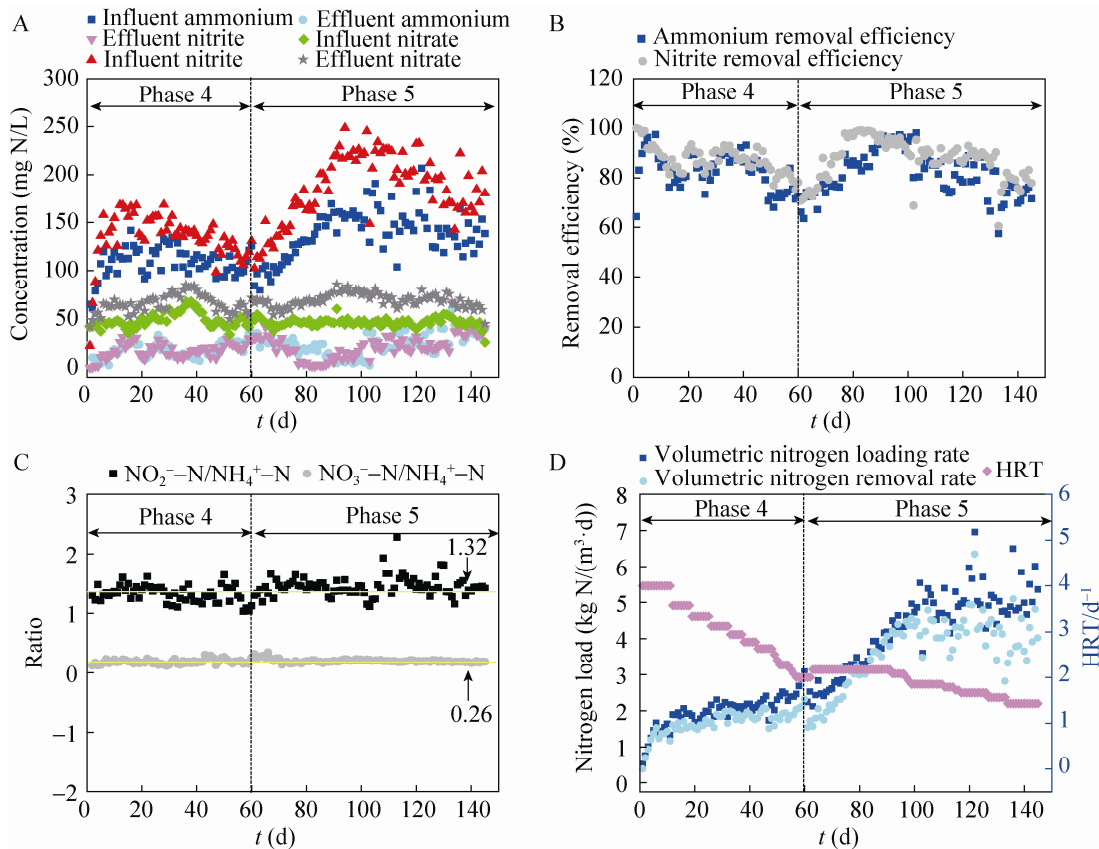 A
Influent ammonium
Effluent ammonium
Effluent nitrite
Influent nitrate
Influent nitrite
Effluent nitrate
300
250
200
150
100
50
0
Concentration (mg N/L)
Phase 4
Phase 5
0 20 40 60 80 100 120 140
t (d)
B
Ammonium removal efficiency
Nitrite removal efficiency
120
100
80
60
40
20
0
Removal efficiency (%)
Phase 4
Phase 5
0 20 40 60 80 100 120 140
t (d)
C
NO₂⁻–N/NH₄⁺–N
NO₃⁻–N/NH₄⁺–N
3
2
1
0
–1
–2
Ratio
Phase 4
Phase 5
1.32
0.26
0 20 40 60 80 100 120 140
t (d)
D
Volumetric nitrogen loading rate
Volumetric nitrogen removal rate
HRT
8
7
6
5
4
3
2
1
0
Nitrogen load (kg N/(m³·d))
Phase 4
Phase 5
6
5
4
3
2
1
0
HRT/d⁻¹
0 20 40 60 80 100 120 140
t (d)